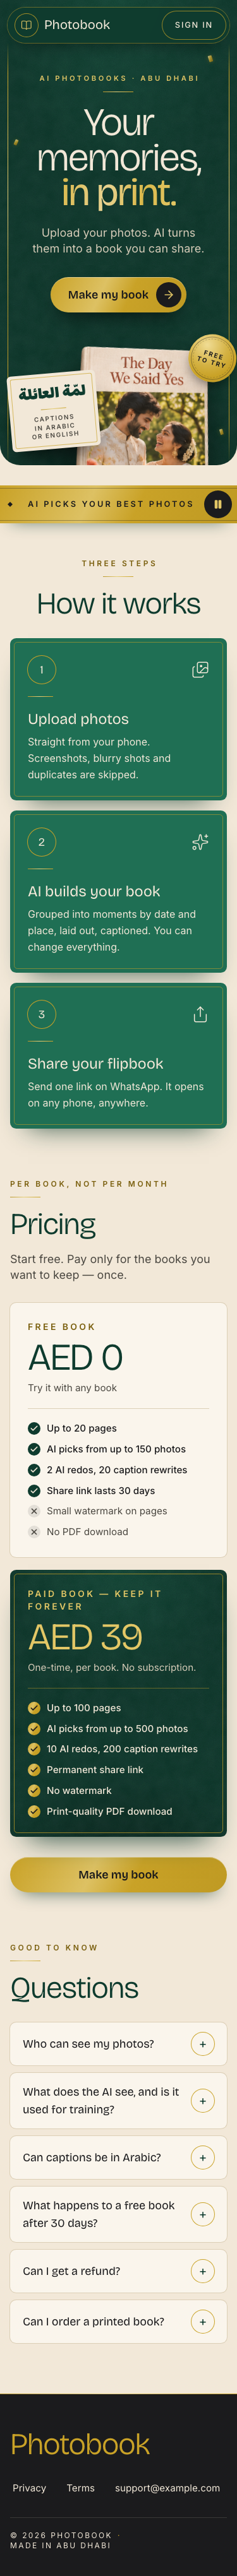 Photobook
SIGN IN
AI PHOTOBOOKS · ABU DHABI
Your
memories,
in print.
Upload your photos. AI turns
them into a book you can share.
Make my book
FREE
TO TRY
The Day
We Said Yes
لمّة العائلة
CAPTIONS
IN ARABIC
OR ENGLISH
AI PICKS YOUR BEST PHOTOS
THREE STEPS
How it works
1
Upload photos
Straight from your phone.
Screenshots, blurry shots and
duplicates are skipped.
2
AI builds your book
Grouped into moments by date and
place, laid out, captioned. You can
change everything.
3
Share your flipbook
Send one link on WhatsApp. It opens
on any phone, anywhere.
PER BOOK, NOT PER MONTH
Pricing
Start free. Pay only for the books you
want to keep — once.
FREE BOOK
AED 0
Try it with any book
Up to 20 pages
AI picks from up to 150 photos
2 AI redos, 20 caption rewrites
Share link lasts 30 days
Small watermark on pages
No PDF download
PAID BOOK — KEEP IT
FOREVER
AED 39
One-time, per book. No subscription.
Up to 100 pages
AI picks from up to 500 photos
10 AI redos, 200 caption rewrites
Permanent share link
No watermark
Print-quality PDF download
Make my book
GOOD TO KNOW
Questions
Who can see my photos?
What does the AI see, and is it
used for training?
Can captions be in Arabic?
What happens to a free book
after 30 days?
Can I get a refund?
Can I order a printed book?
Photobook
Privacy Terms support@example.com
© 2026 PHOTOBOOK ·
MADE IN ABU DHABI